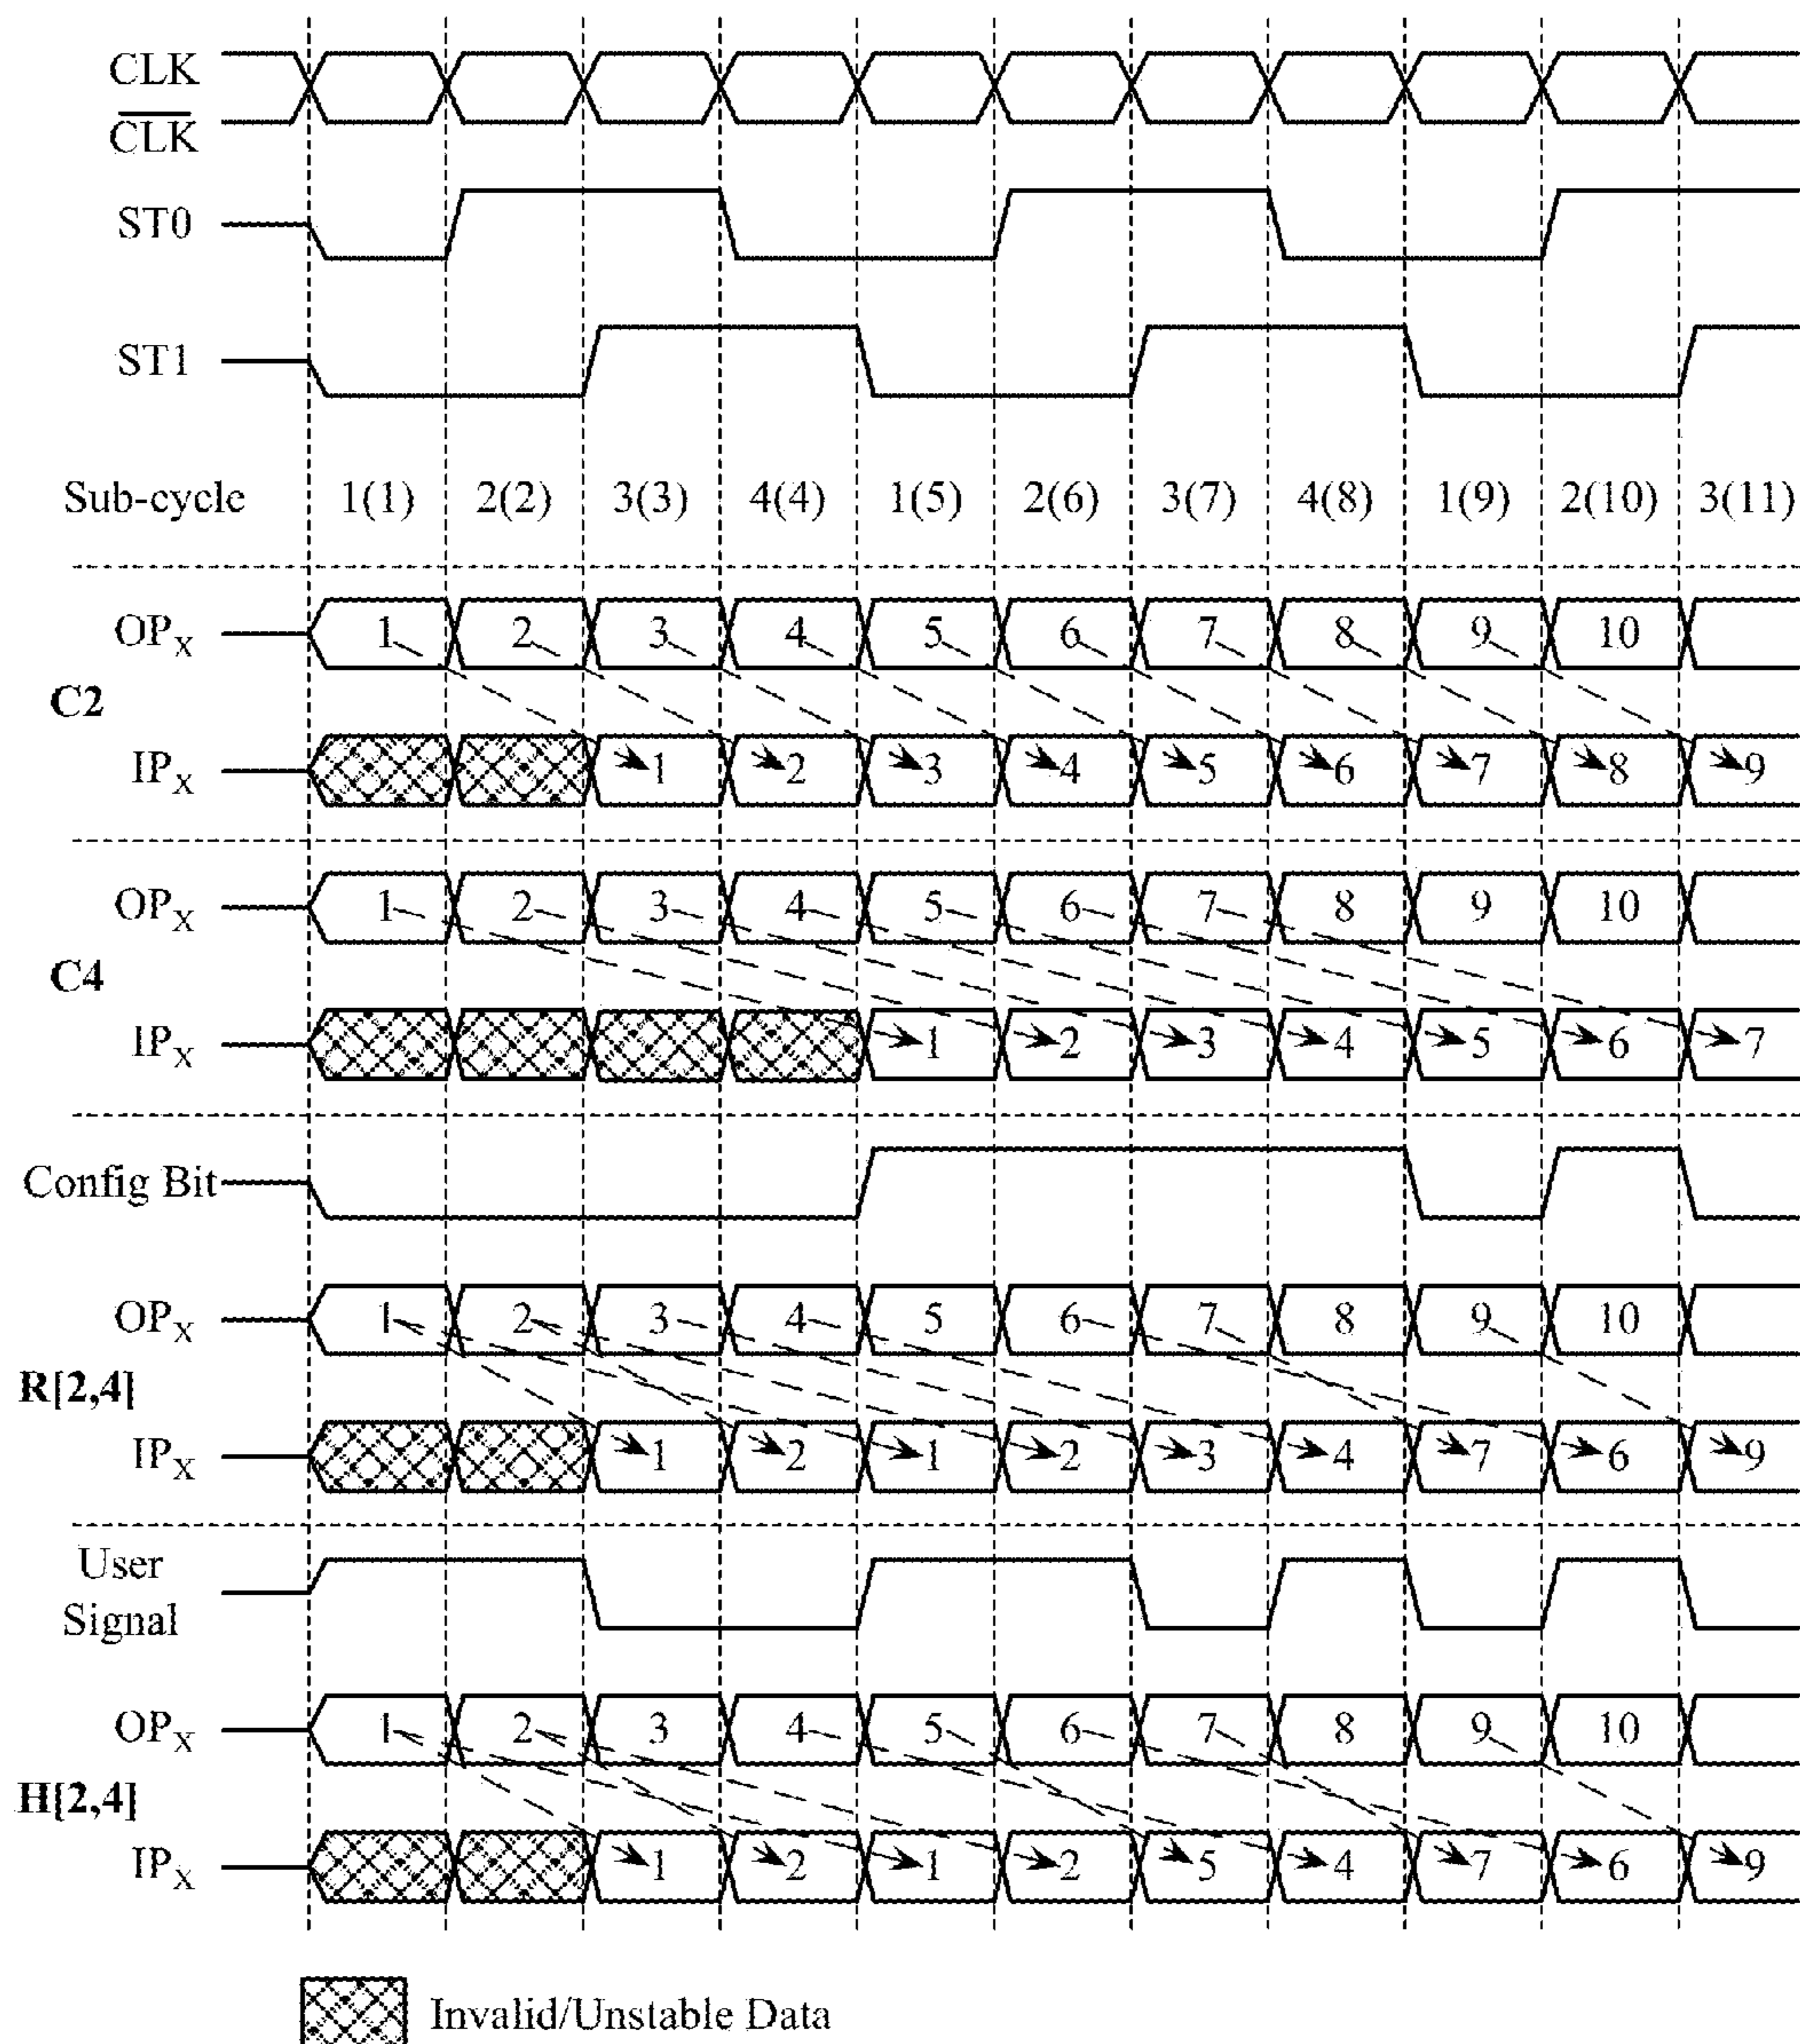 CLK
CLK
ST0
ST1
Sub-cycle 1(1) 2(2) 3(3) 4(4) 1(5) 2(6) 3(7) 4(8) 1(9) 2(10) 3(11)
OPX 1 2 3 4 5 6 7 8 9 10
C2
IPX 1 2 3 4 5 6 7 8 9
OPX 1 2 3 4 5 6 7 8 9 10
C4
IPX 1 2 3 4 5 6 7
Config Bit
OPX 1 2 3 4 5 6 7 8 9 10
R[2,4]
IPX 1 2 1 2 3 4 7 6 9
User
Signal
OPX 1 2 3 4 5 6 7 8 9 10
H[2,4]
IPX 1 2 1 2 5 4 7 6 9
Invalid/Unstable Data